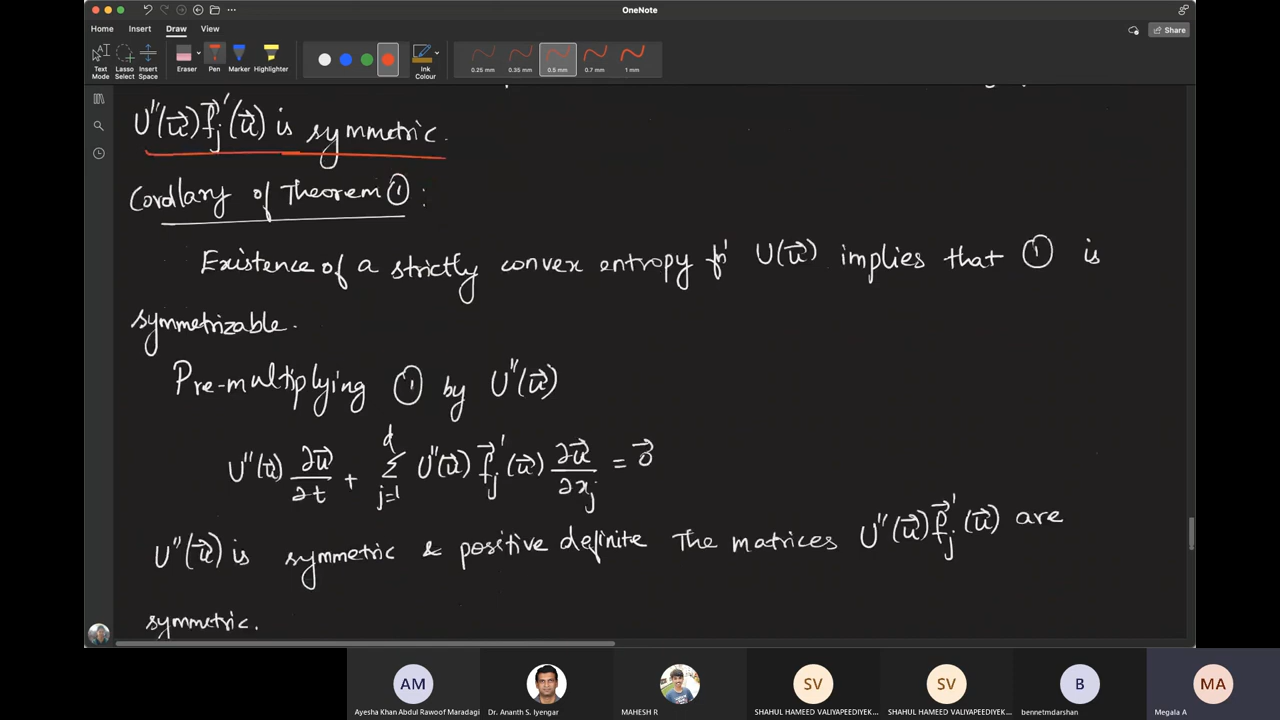 OneNote
Home Insert Draw View
Share
Text Mode Lasso Select Insert Space Eraser Pen Marker Highlighter Ink Colour 0.25 mm 0.35 mm 0.5 mm 0.7 mm 1 mm
U''(u⃗) f⃗_j'(u⃗) is symmetric.
Corollary of Theorem ① :
Existence of a strictly convex entropy fn' U(u⃗) implies that ① is
symmetrizable.
Pre-multiplying ① by U''(u⃗)
U''(u⃗) ∂u⃗/∂t + Σ_{j=1}^{d} U''(u⃗) f⃗_j'(u⃗) ∂u⃗/∂x_j = 0⃗
U''(u⃗) is symmetric & positive definite The matrices U''(u⃗) f⃗_j'(u⃗) are
symmetric.
AM SV SV B MA
Ayesha Khan Abdul Rawoof Maradagi Dr. Ananth S. Iyengar MAHESH R SHAHUL HAMEED VALIYAPEEDIYEK... SHAHUL HAMEED VALIYAPEEDIYEK... bennetmdarshan Megala A